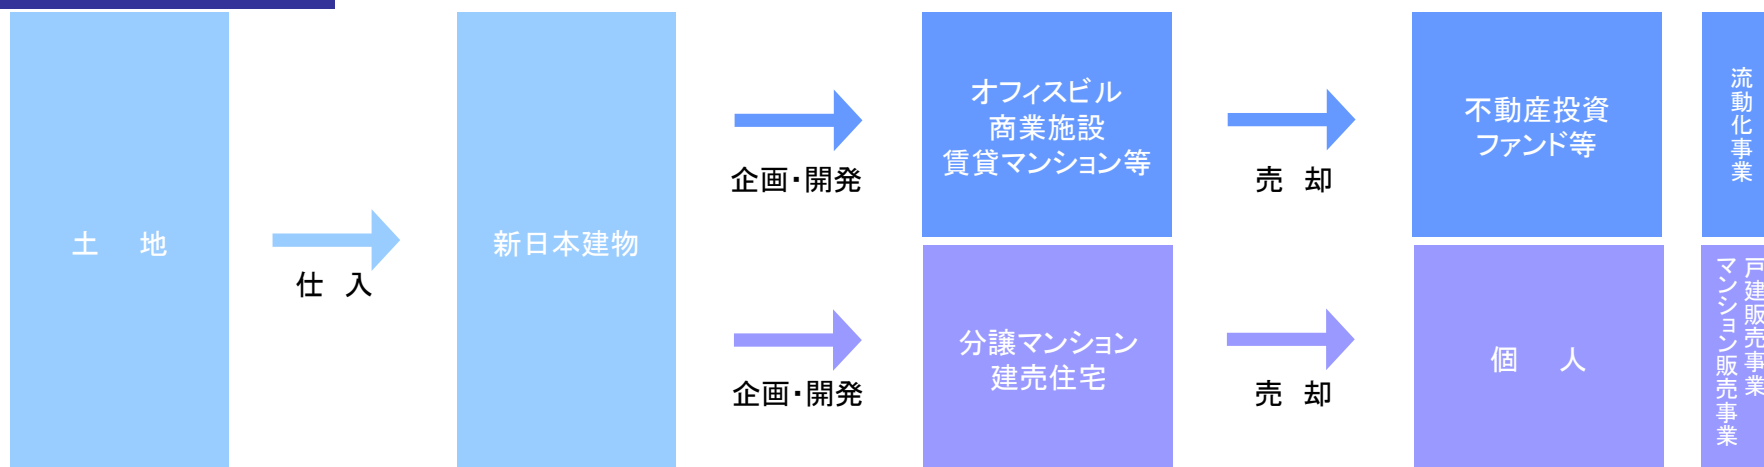 土　地
仕　入
新日本建物
企画・開発
オフィスビル
商業施設
賃貸マンション等
売　却
不動産投資
ファンド等
流動化事業
企画・開発
分譲マンション
建売住宅
売　却
個　人
戸建販売事業
マンション販売事業